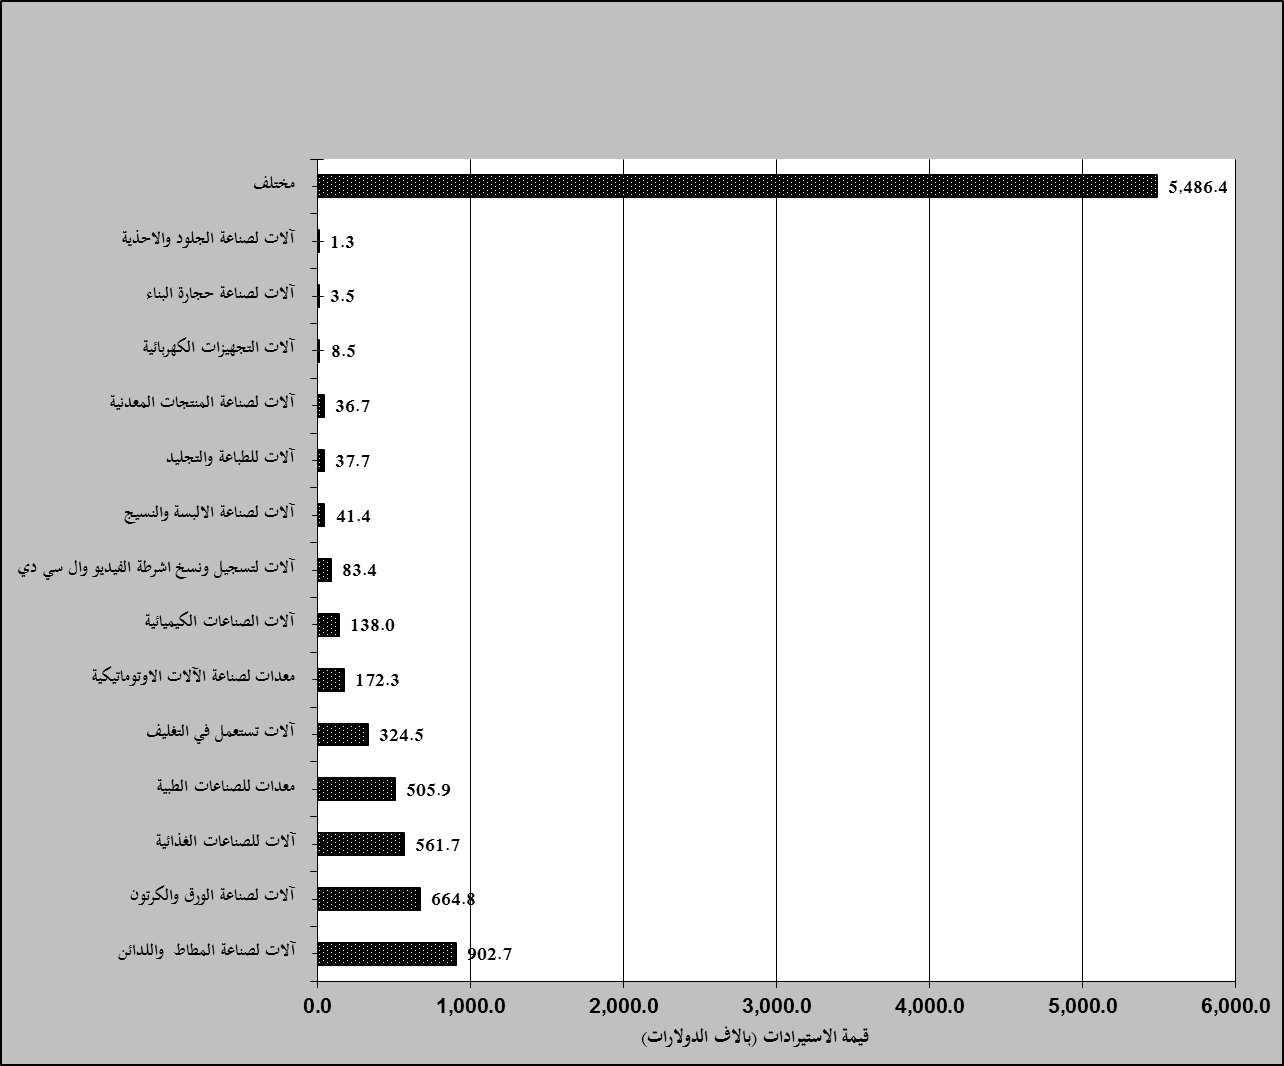 مختلف 5,486.4
آلات لصناعة الجلود والاحذية 1.3
آلات لصناعة حجارة البناء 3.5
آلات التجهيزات الكهربائية 8.5
آلات لصناعة المنتجات المعدنية 36.7
آلات للطباعة والتجليد 37.7
آلات لصناعة الالبسة والنسيج 41.4
آلات لتسجيل ونسخ اشرطة الفيديو وال سي دي 83.4
آلات الصناعات الكيميائية 138.0
معدات لصناعة الآلات الاوتوماتيكية 172.3
آلات تستعمل في التغليف 324.5
معدات للصناعات الطبية 505.9
آلات للصناعات الغذائية 561.7
آلات لصناعة الورق والكرتون 664.8
آلات لصناعة المطاط واللدائن 902.7
0.0 1,000.0 2,000.0 3,000.0 4,000.0 5,000.0 6,000.0
قيمة الاستيرادات (بالاف الدولارات)